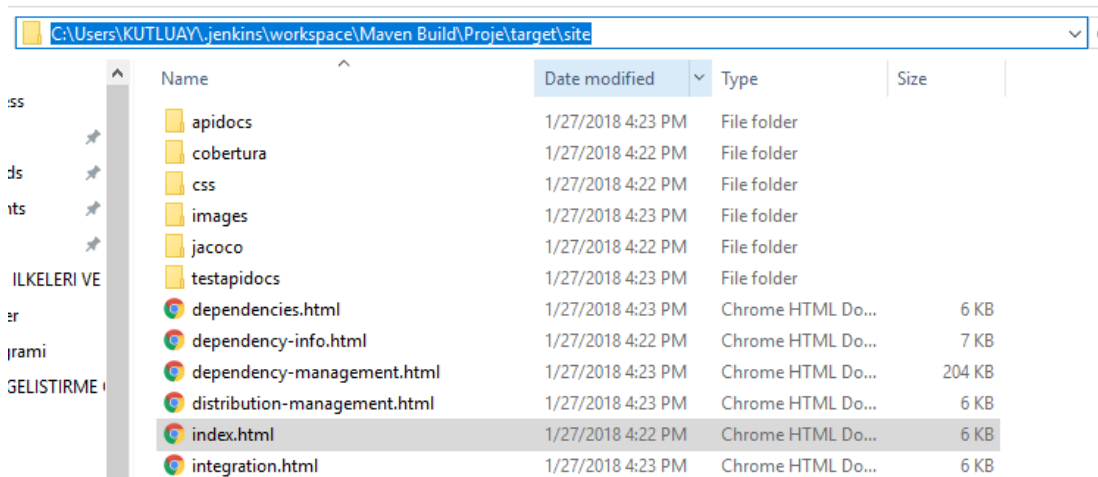 C:\Users\KUTLUAY\.jenkins\workspace\Maven Build\Proje\target\site
Name Date modified Type Size
apidocs 1/27/2018 4:23 PM File folder
cobertura 1/27/2018 4:22 PM File folder
css 1/27/2018 4:22 PM File folder
images 1/27/2018 4:23 PM File folder
jacoco 1/27/2018 4:22 PM File folder
testapidocs 1/27/2018 4:23 PM File folder
dependencies.html 1/27/2018 4:23 PM Chrome HTML Do... 6 KB
dependency-info.html 1/27/2018 4:22 PM Chrome HTML Do... 7 KB
dependency-management.html 1/27/2018 4:23 PM Chrome HTML Do... 204 KB
distribution-management.html 1/27/2018 4:23 PM Chrome HTML Do... 6 KB
index.html 1/27/2018 4:22 PM Chrome HTML Do... 6 KB
integration.html 1/27/2018 4:23 PM Chrome HTML Do... 6 KB
ILKELERI VE
GELISTIRME